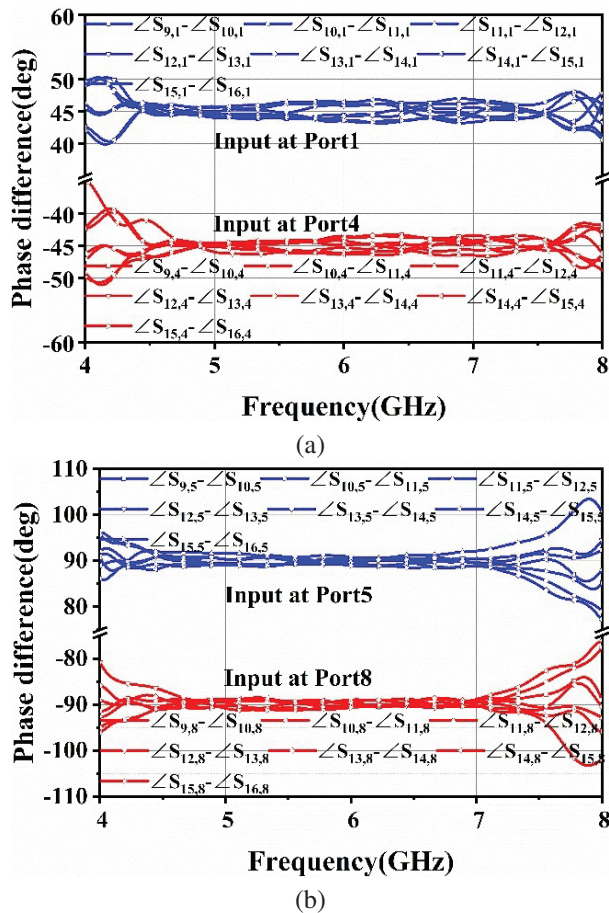 ∠S9,1-∠S10,1 ∠S10,1-∠S11,1 ∠S11,1-∠S12,1
∠S12,1-∠S13,1 ∠S13,1-∠S14,1 ∠S14,1-∠S15,1
∠S15,1-∠S16,1
Input at Port1
Input at Port4
∠S9,4-∠S10,4 ∠S10,4-∠S11,4 ∠S11,4-∠S12,4
∠S12,4-∠S13,4 ∠S13,4-∠S14,4 ∠S14,4-∠S15,4
∠S15,4-∠S16,4
60
50
40
-40
-45
-50
-60
Phase difference(deg)
4 5 6 7 8
Frequency(GHz)
(a)
∠S9,5-∠S10,5 ∠S10,5-∠S11,5 ∠S11,5-∠S12,5
∠S12,5-∠S13,5 ∠S13,5-∠S14,5 ∠S14,5-∠S15,5
∠S15,5-∠S16,5
Input at Port5
Input at Port8
∠S9,8-∠S10,8 ∠S10,8-∠S11,8 ∠S11,8-∠S12,8
∠S12,8-∠S13,8 ∠S13,8-∠S14,8 ∠S14,8-∠S15,8
∠S15,8-∠S16,8
110
100
90
80
-80
-90
-100
-110
Phase difference(deg)
4 5 6 7 8
Frequency(GHz)
(b)